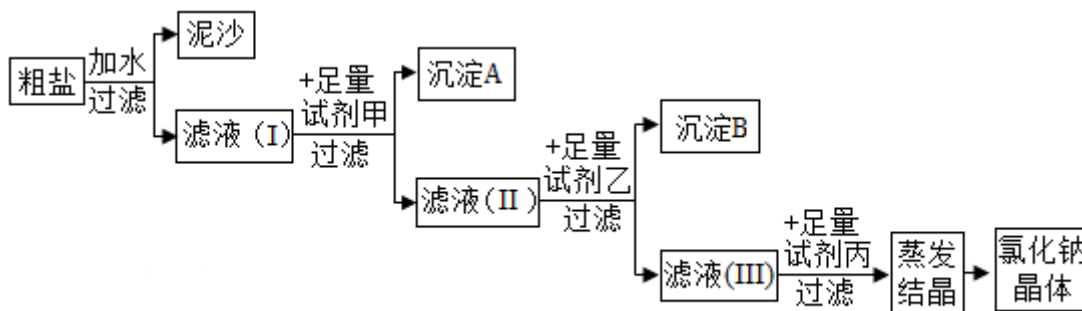 粗盐
加水
过滤
泥沙
滤液（I）
+足量
试剂甲
过滤
沉淀A
滤液(II)
+足量
试剂乙
过滤
沉淀B
滤液(III)
+足量
试剂丙
过滤
蒸发
结晶
氯化钠
晶体